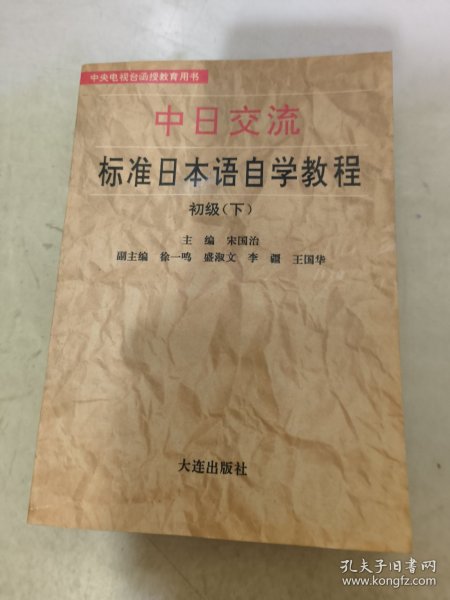 中央电视台函授教育用书
中日交流
标准日本语自学教程
初级(下)
主 编 宋国治
副主编 徐一鸣 盛淑文 李 疆 王国华
大连出版社
孔夫子旧书网
www.kongfz.com